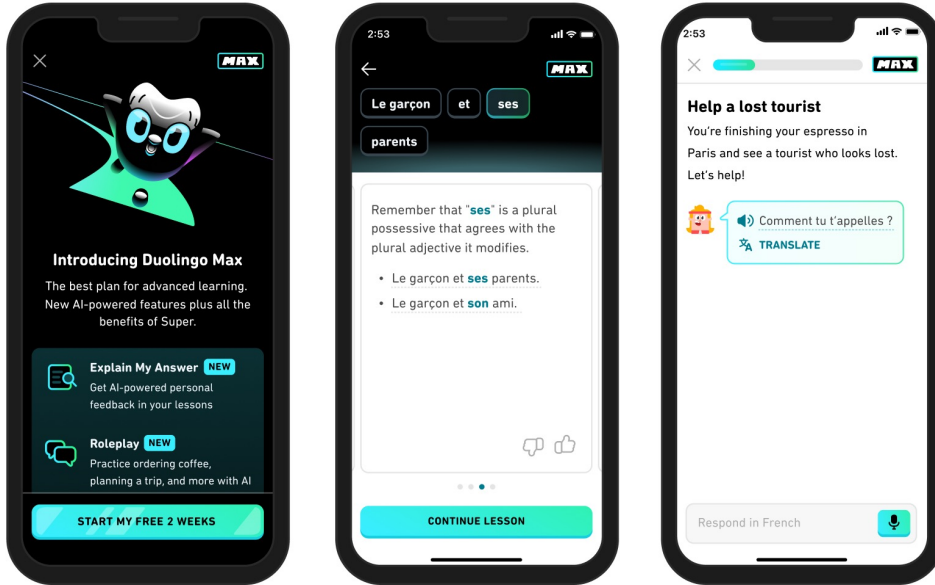 MAX
Introducing Duolingo Max
The best plan for advanced learning.
New AI-powered features plus all the
benefits of Super.
Explain My Answer NEW
Get AI-powered personal
feedback in your lessons
Roleplay NEW
Practice ordering coffee,
planning a trip, and more with AI
START MY FREE 2 WEEKS
2:53
MAX
Le garçon et ses
parents
Remember that "ses" is a plural
possessive that agrees with the
plural adjective it modifies.
• Le garçon et ses parents.
• Le garçon et son ami.
CONTINUE LESSON
2:53
MAX
Help a lost tourist
You're finishing your espresso in
Paris and see a tourist who looks lost.
Let's help!
Comment tu t'appelles ?
TRANSLATE
Respond in French